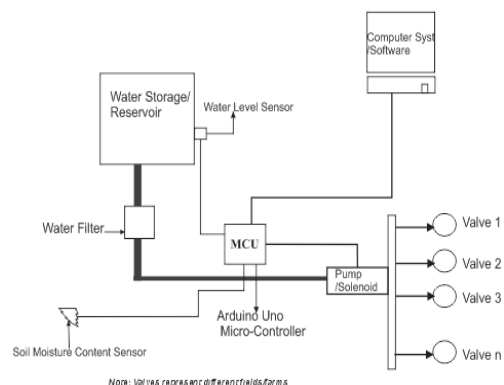 Computer Syst
/Software
Water Storage/
Reservoir
Water Level Sensor
Water Filter
MCU
Pump
/Solenoid
Valve 1
Valve 2
Valve 3
Valve n
Arduino Uno
Micro-Controller
Soil Moisture Content Sensor
Note: Valves represent different fields/farms